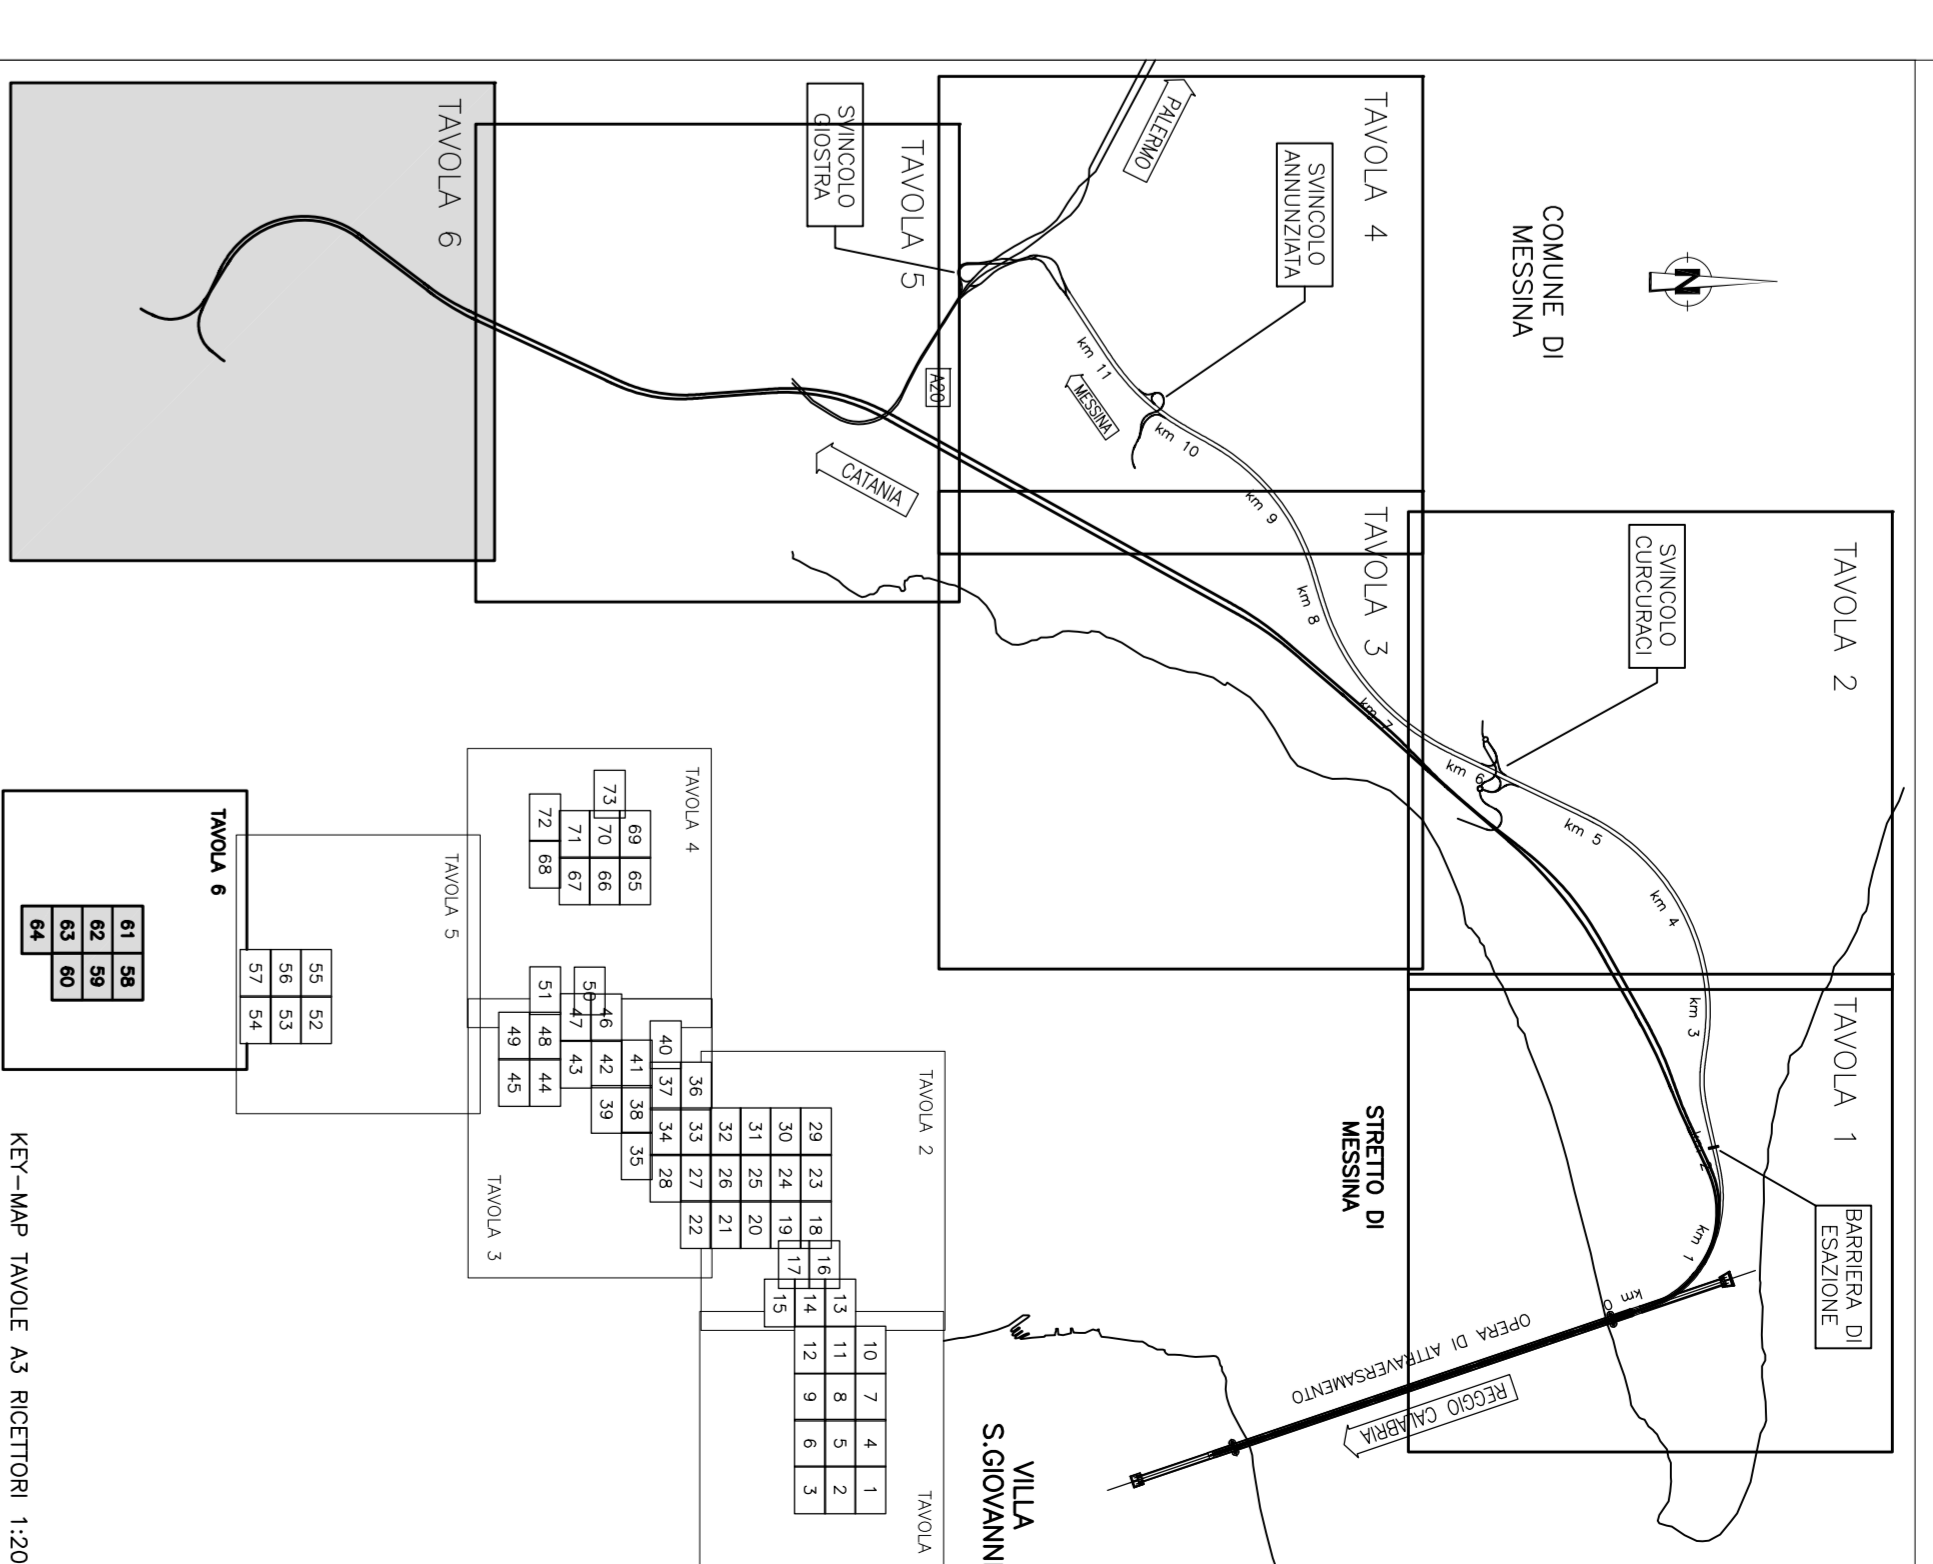 COMUNE DI
MESSINA
N
TAVOLA 2
SVINCOLO
CURCURACI
TAVOLA 1
BARRIERA DI
ESAZIONE
TAVOLA 4
SVINCOLO
ANNUNZIATA
PALERMO
TAVOLA 3
SVINCOLO
GIOSTRA
TAVOLA 5
A20
MESSINA
CATANIA
TAVOLA 6
km 0
km 1
km 2
km 3
km 4
km 5
km 6
km 7
km 8
km 9
km 10
km 11
STRETTO DI
MESSINA
OPERA DI ATTRAVERSAMENTO
REGGIO CALABRIA
VILLA
S.GIOVANNI
TAVOLA 4
69 65
70 66
71 67
73
72 68
TAVOLA 2
29 23 18
30 24 19
31 25 20
32 26 21
36 33 27 22
40 37 34 28
41 38 35
46 42 39
50 47 43
51 48 44
49 45
TAVOLA 3
16
17
13
14
15
TAVOLA
10 7 4 1
11 8 5 2
12 9 6 3
TAVOLA 5
55 52
56 53
57 54
TAVOLA 6
61 58
62 59
63 60
64
KEY-MAP TAVOLE A3 RICETTORI 1:20